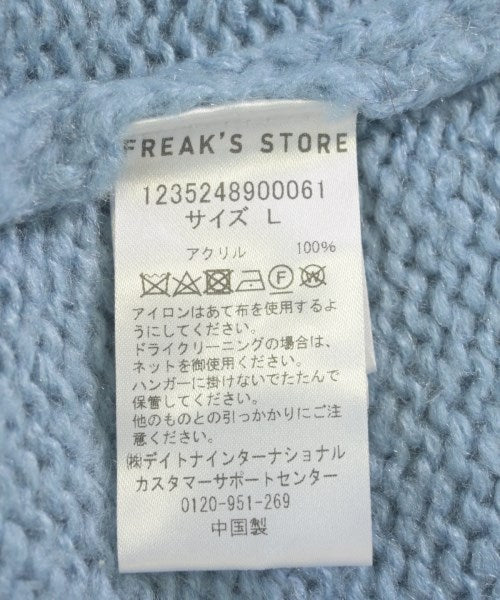 FREAK'S STORE
1235248900061
サイズ L
アクリル 100%
アイロンはあて布を使用するよ
うにしてください。
ドライクリーニングの場合は、
ネットを御使用ください。
ハンガーに掛けないでたたんで
保管してください。
他のものとの引っかかりにご注
意ください。
㈱デイトナインターナショナル
カスタマーサポートセンター
0120-951-269
中国製